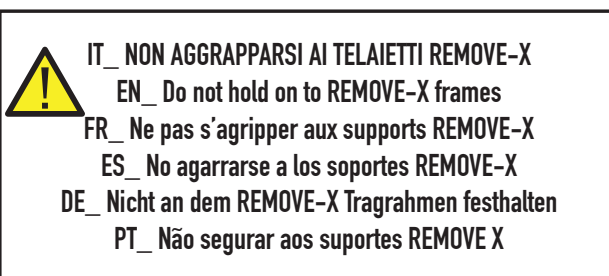 IT_ NON AGGRAPPARSI AI TELAIETTI REMOVE-X
EN_ Do not hold on to REMOVE-X frames
FR_ Ne pas s'agripper aux supports REMOVE-X
ES_ No agarrarse a los soportes REMOVE-X
DE_ Nicht an dem REMOVE-X Tragrahmen festhalten
PT_ Não segurar aos suportes REMOVE X